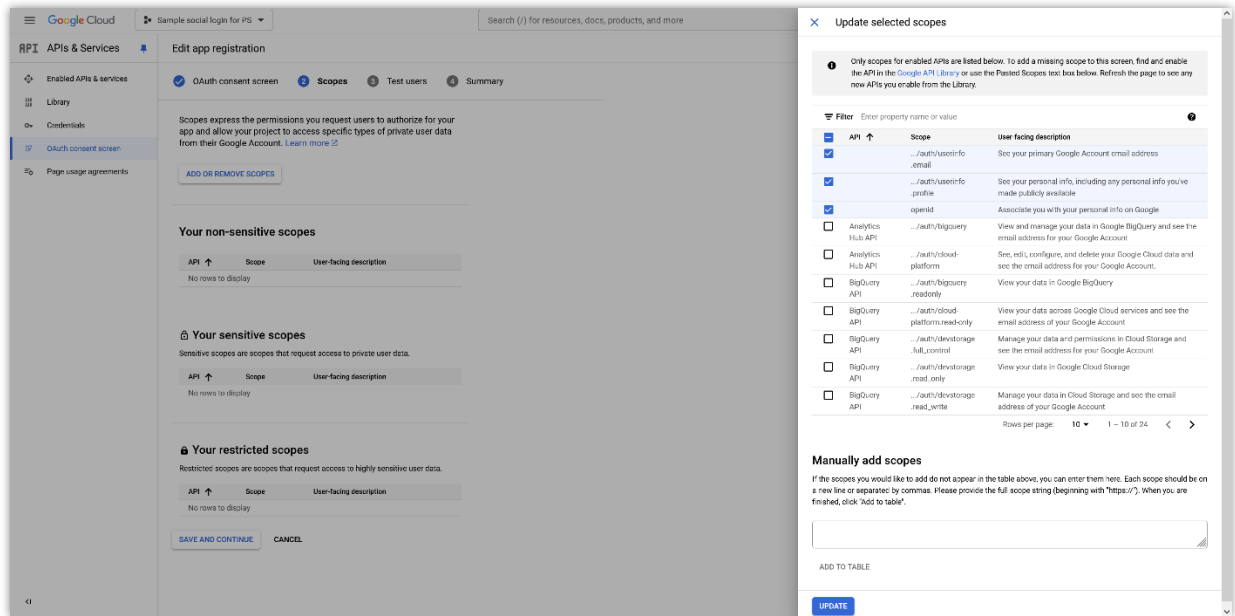 Google Cloud
Sample social login for PS
Search (/) for resources, docs, products, and more
API APIs & Services
Enabled APIs & services
Library
Credentials
OAuth consent screen
Page usage agreements
Edit app registration
OAuth consent screen
2 Scopes
3 Test users
4 Summary
Scopes express the permissions you request users to authorize for your
app and allow your project to access specific types of private user data
from their Google Account. Learn more
ADD OR REMOVE SCOPES
Your non-sensitive scopes
API Scope User-facing description
No rows to display
Your sensitive scopes
Sensitive scopes are scopes that request access to private user data.
API Scope User-facing description
No rows to display
Your restricted scopes
Restricted scopes are scopes that request access to highly sensitive user data.
API Scope User-facing description
No rows to display
SAVE AND CONTINUE CANCEL
Update selected scopes
Only scopes for enabled APIs are listed below. To add a missing scope to this screen, find and enable
the API in the Google API Library or use the Pasted Scopes text box below. Refresh the page to see any
new APIs you enable from the Library.
Filter Enter property name or value
API Scope User-facing description
.../auth/userinfo See your primary Google Account email address
.email
.../auth/userinfo See your personal info, including any personal info you've
.profile made publicly available
openid Associate you with your personal info on Google
Analytics .../auth/bigquery View and manage your data in Google BigQuery and see the
Hub API email address for your Google Account
Analytics .../auth/cloud- See, edit, configure, and delete your Google Cloud data and
Hub API platform see the email address for your Google Account.
BigQuery .../auth/bigquery View your data in Google BigQuery
API .readonly
BigQuery .../auth/cloud- View your data across Google Cloud services and see the
API platform.read-only email address of your Google Account
BigQuery .../auth/devstorage Manage your data and permissions in Cloud Storage and
API .full_control see the email address for your Google Account
BigQuery .../auth/devstorage View your data in Google Cloud Storage
API .read_only
BigQuery .../auth/devstorage Manage your data in Cloud Storage and see the email
API .read_write address of your Google Account
Rows per page: 10 1 – 10 of 24
Manually add scopes
If the scopes you would like to add do not appear in the table above, you can enter them here. Each scope should be on
a new line or separated by commas. Please provide the full scope string (beginning with "https://"). When you are
finished, click "Add to table".
ADD TO TABLE
UPDATE